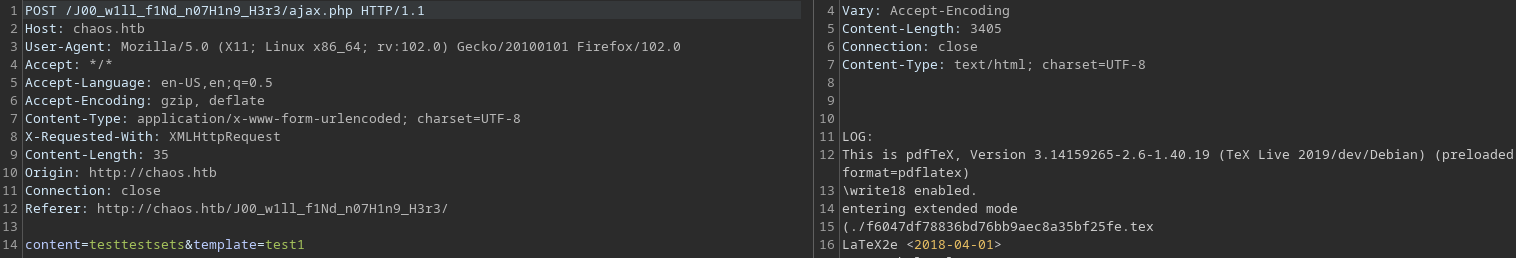 1 POST /J00_w1ll_f1Nd_n07H1n9_H3r3/ajax.php HTTP/1.1
2 Host: chaos.htb
3 User-Agent: Mozilla/5.0 (X11; Linux x86_64; rv:102.0) Gecko/20100101 Firefox/102.0
4 Accept: */*
5 Accept-Language: en-US,en;q=0.5
6 Accept-Encoding: gzip, deflate
7 Content-Type: application/x-www-form-urlencoded; charset=UTF-8
8 X-Requested-With: XMLHttpRequest
9 Content-Length: 35
10 Origin: http://chaos.htb
11 Connection: close
12 Referer: http://chaos.htb/J00_w1ll_f1Nd_n07H1n9_H3r3/
13
14 content=testtestsets&template=test1
4 Vary: Accept-Encoding
5 Content-Length: 3405
6 Connection: close
7 Content-Type: text/html; charset=UTF-8
8
9
10
11 LOG:
12 This is pdfTeX, Version 3.14159265-2.6-1.40.19 (TeX Live 2019/dev/Debian) (preloaded
format=pdflatex)
13 \write18 enabled.
14 entering extended mode
15 (./f6047df78836bd76bb9aec8a35bf25fe.tex
16 LaTeX2e <2018-04-01>